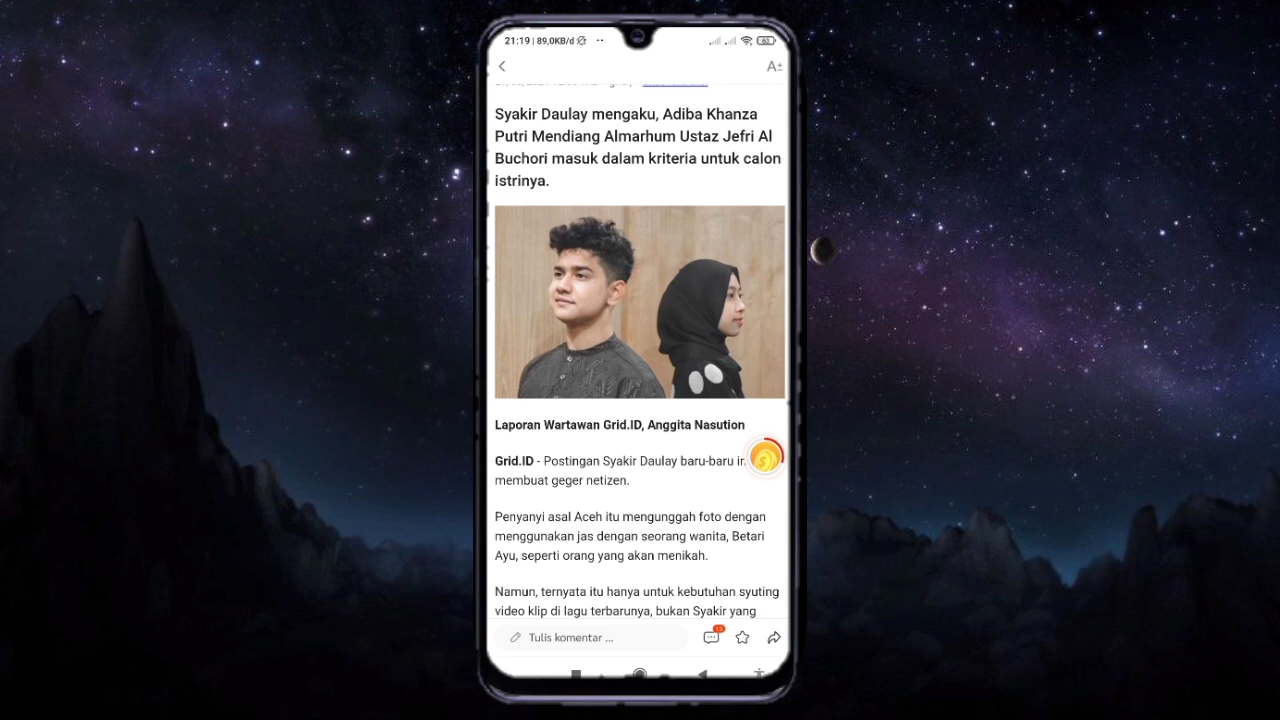 21:19 | 89,0KB/d
A±
Syakir Daulay mengaku, Adiba Khanza
Putri Mendiang Almarhum Ustaz Jefri Al
Buchori masuk dalam kriteria untuk calon
istrinya.
Laporan Wartawan Grid.ID, Anggita Nasution
Grid.ID - Postingan Syakir Daulay baru-baru
membuat geger netizen.
Penyanyi asal Aceh itu mengunggah foto dengan
menggunakan jas dengan seorang wanita, Betari
Ayu, seperti orang yang akan menikah.
Namun, ternyata itu hanya untuk kebutuhan syuting
video klip di lagu terbarunya, bukan Syakir yang
Tulis komentar ...